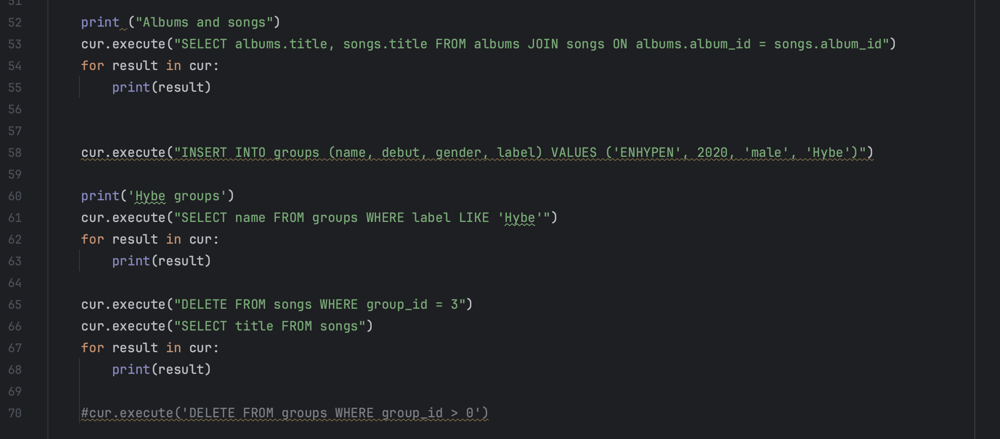 51
52 print ("Albums and songs")
53 cur.execute("SELECT albums.title, songs.title FROM albums JOIN songs ON albums.album_id = songs.album_id")
54 for result in cur:
55     print(result)
56
57
58 cur.execute("INSERT INTO groups (name, debut, gender, label) VALUES ('ENHYPEN', 2020, 'male', 'Hybe')")
59
60 print('Hybe groups')
61 cur.execute("SELECT name FROM groups WHERE label LIKE 'Hybe'")
62 for result in cur:
63     print(result)
64
65 cur.execute("DELETE FROM songs WHERE group_id = 3")
66 cur.execute("SELECT title FROM songs")
67 for result in cur:
68     print(result)
69
70 #cur.execute('DELETE FROM groups WHERE group_id > 0')